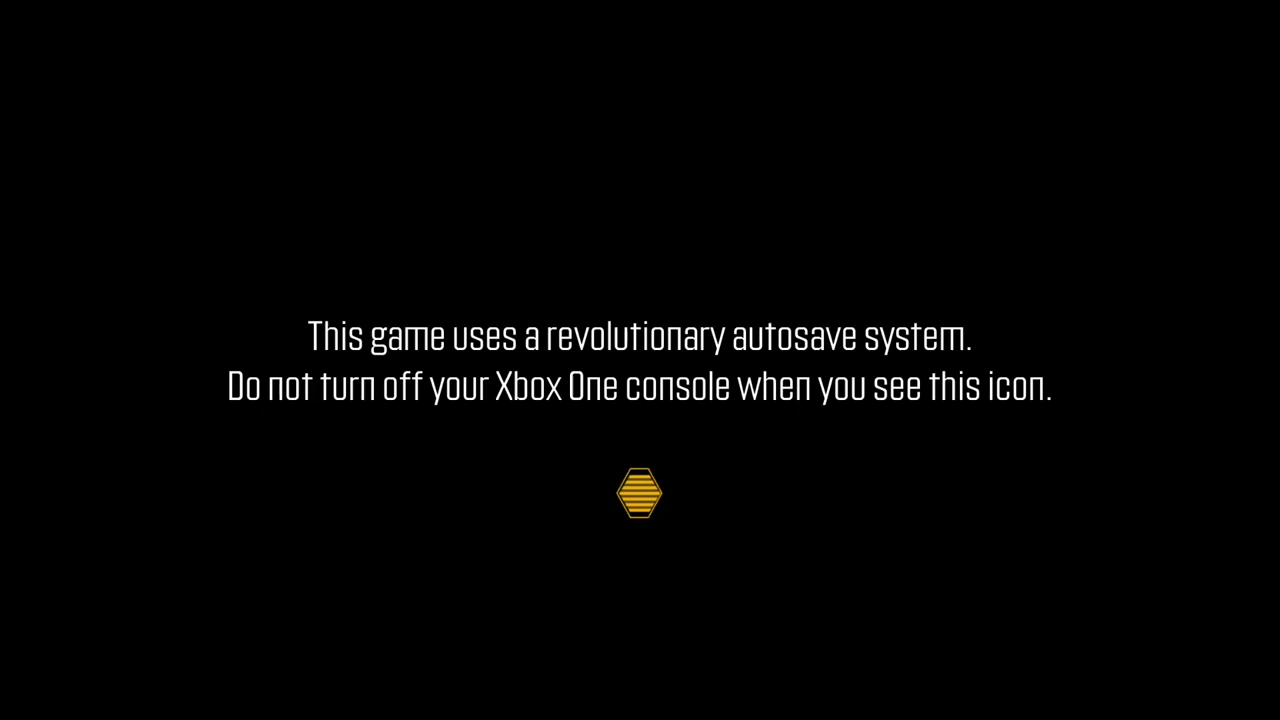 This game uses a revolutionary autosave system.
Do not turn off your Xbox One console when you see this icon.